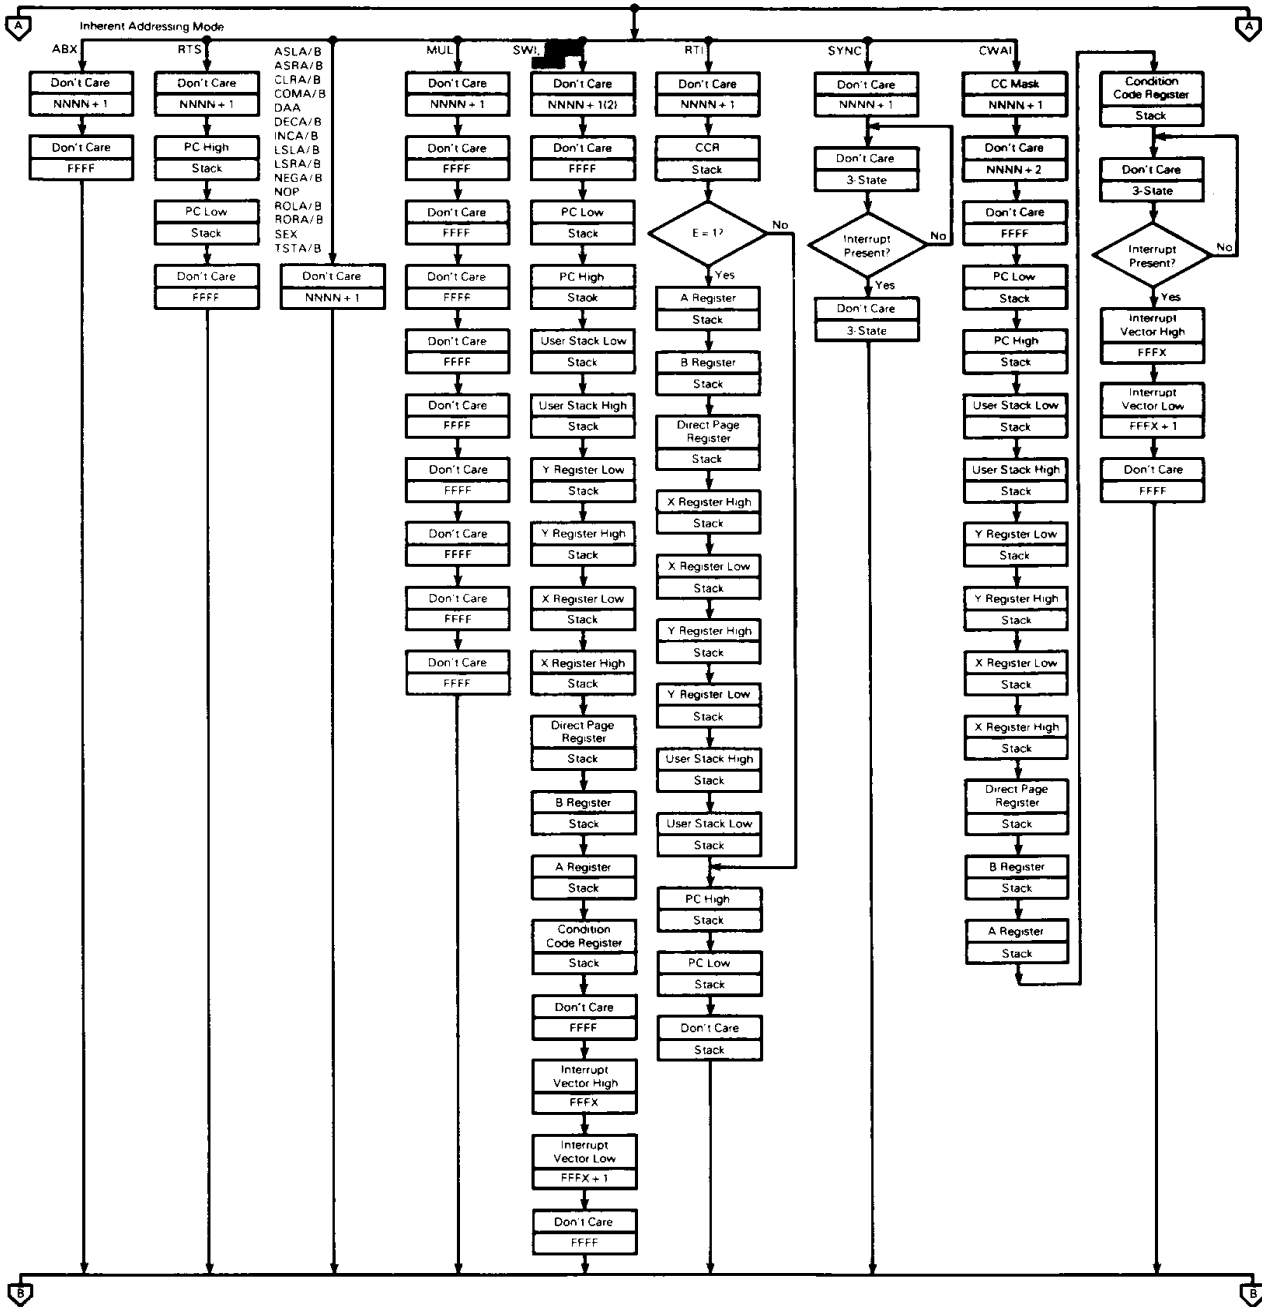 A
A
Inherent Addressing Mode
ABX
Don't Care
NNNN + 1
Don't Care
FFFF
RTS
Don't Care
NNNN + 1
PC High
Stack
PC Low
Stack
Don't Care
FFFF
ASLA/B
ASRA/B
CLRA/B
COMA/B
DAA
DECA/B
INCA/B
LSLA/B
LSRA/B
NEGA/B
NOP
ROLA/B
RORA/B
SEX
TSTA/B
Don't Care
NNNN + 1
MUL
Don't Care
NNNN + 1
Don't Care
FFFF
Don't Care
FFFF
Don't Care
FFFF
Don't Care
FFFF
Don't Care
FFFF
Don't Care
FFFF
Don't Care
FFFF
Don't Care
FFFF
Don't Care
FFFF
SWI,
Don't Care
NNNN + 1(2)
Don't Care
FFFF
PC Low
Stack
PC High
Stack
User Stack Low
Stack
User Stack High
Stack
Y Register Low
Stack
Y Register High
Stack
X Register Low
Stack
X Register High
Stack
Direct Page
Register
Stack
B Register
Stack
A Register
Stack
Condition
Code Register
Stack
Don't Care
FFFF
Interrupt
Vector High
FFFX
Interrupt
Vector Low
FFFX + 1
Don't Care
FFFF
RTI
Don't Care
NNNN + 1
CCR
Stack
E = 1?
No
Yes
A Register
Stack
B Register
Stack
Direct Page
Register
Stack
X Register High
Stack
X Register Low
Stack
Y Register High
Stack
Y Register Low
Stack
User Stack High
Stack
User Stack Low
Stack
PC High
Stack
PC Low
Stack
Don't Care
Stack
SYNC
Don't Care
NNNN + 1
Don't Care
3-State
Interrupt
Present?
No
Yes
Don't Care
3-State
CWAI
CC Mask
NNNN + 1
Don't Care
NNNN + 2
Don't Care
FFFF
PC Low
Stack
PC High
Stack
User Stack Low
Stack
User Stack High
Stack
Y Register Low
Stack
Y Register High
Stack
X Register Low
Stack
X Register High
Stack
Direct Page
Register
Stack
B Register
Stack
A Register
Stack
Condition
Code Register
Stack
Don't Care
3-State
Interrupt
Present?
No
Yes
Interrupt
Vector High
FFFX
Interrupt
Vector Low
FFFX + 1
Don't Care
FFFF
B
B